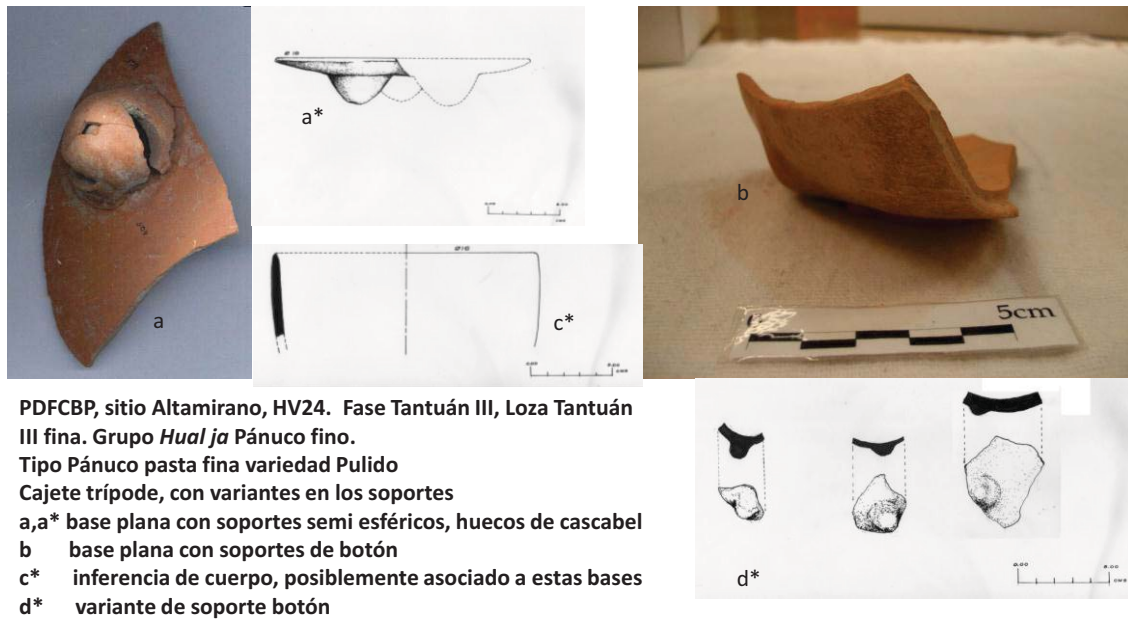 a
a*
b
c*
5cm
d*
PDFCBP, sitio Altamirano, HV24. Fase Tantuán III, Loza Tantuán
III fina. Grupo Hual ja Pánuco fino.
Tipo Pánuco pasta fina variedad Pulido
Cajete trípode, con variantes en los soportes
a,a* base plana con soportes semi esféricos, huecos de cascabel
b base plana con soportes de botón
c* inferencia de cuerpo, posiblemente asociado a estas bases
d* variante de soporte botón